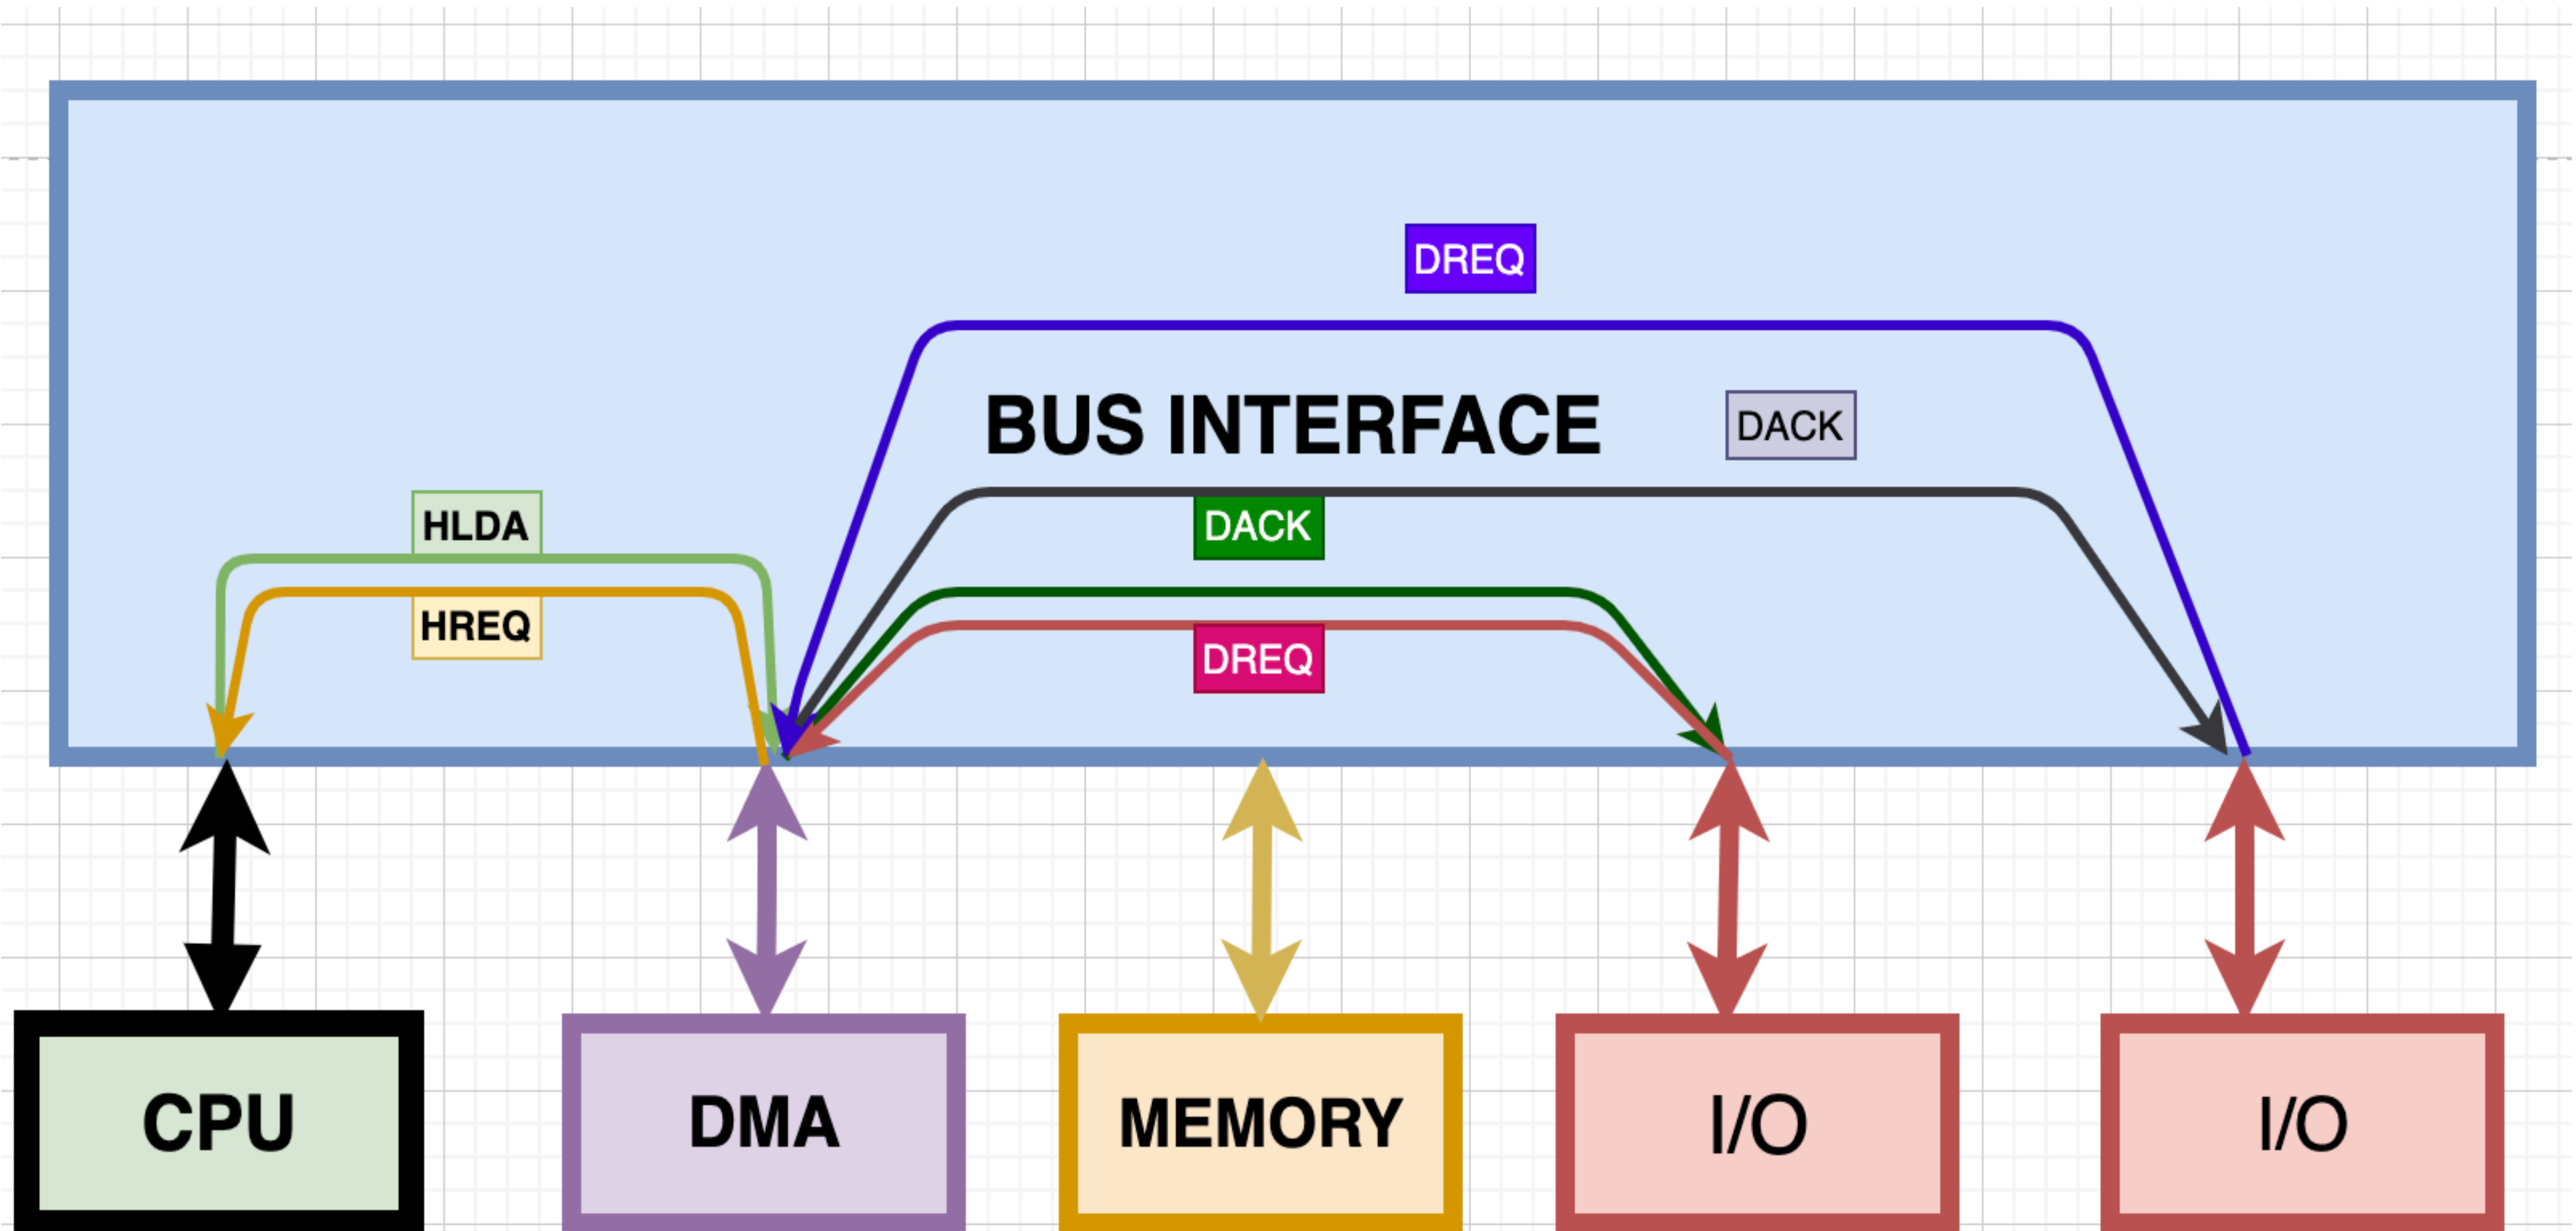 DREQ
BUS INTERFACE
DACK
HLDA
DACK
HREQ
DREQ
CPU
DMA
MEMORY
I/O
I/O